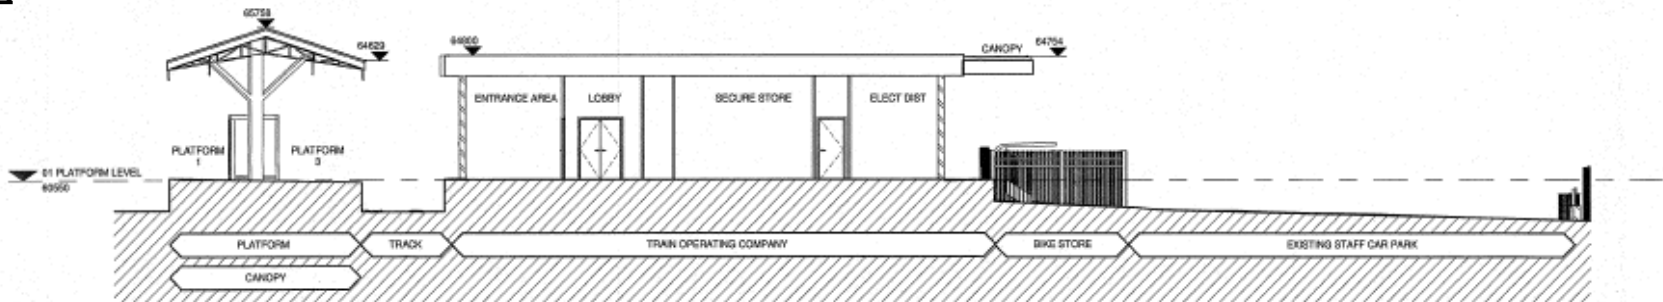 65758
64629
64800
CANOPY 64754
ENTRANCE AREA LOBBY SECURE STORE ELECT DIST
PLATFORM
1
PLATFORM
3
01 PLATFORM LEVEL
60550
PLATFORM TRACK TRAIN OPERATING COMPANY BIKE STORE EXISTING STAFF CAR PARK
CANOPY